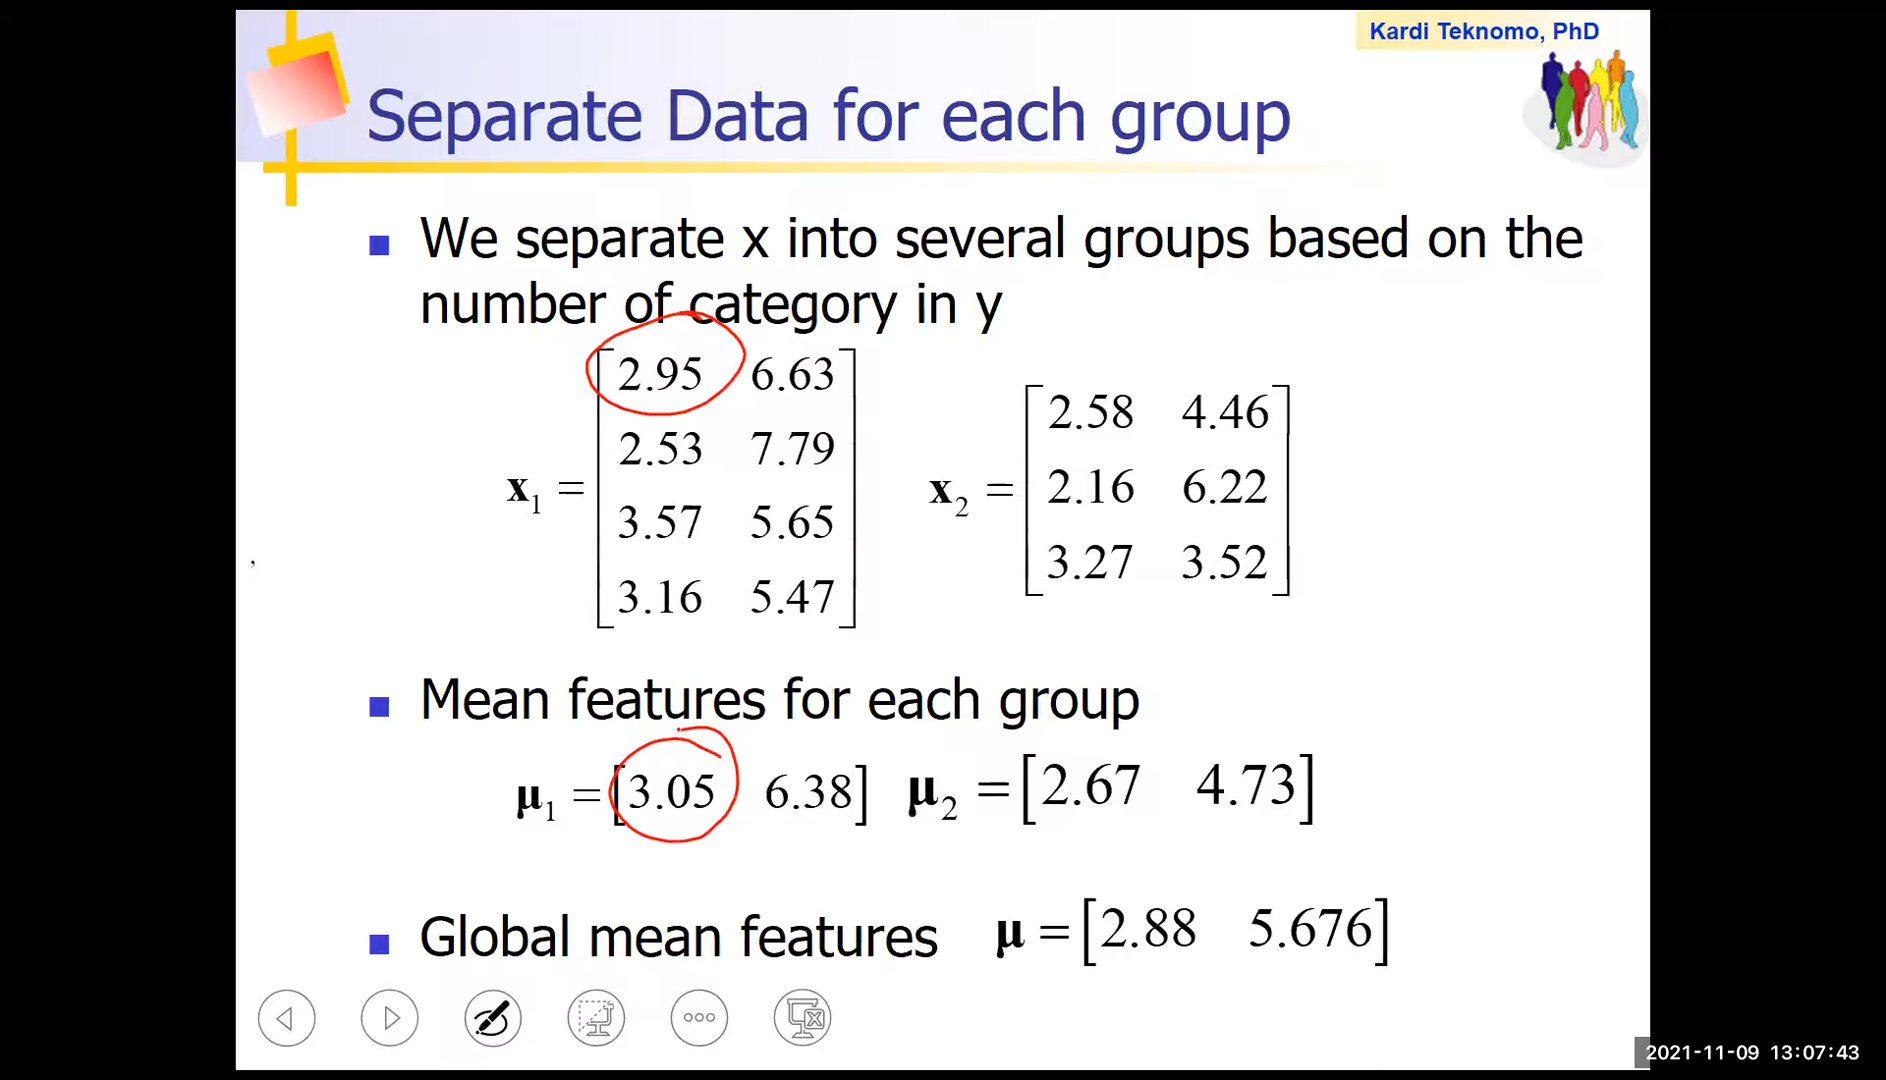 Kardi Teknomo, PhD
Separate Data for each group
We separate x into several groups based on the
number of category in y
x1 = [2.95 6.63
2.53 7.79
3.57 5.65
3.16 5.47]
x2 = [2.58 4.46
2.16 6.22
3.27 3.52]
Mean features for each group
μ1 = [3.05 6.38] μ2 = [2.67 4.73]
Global mean features μ = [2.88 5.676]
2021-11-09 13:07:43